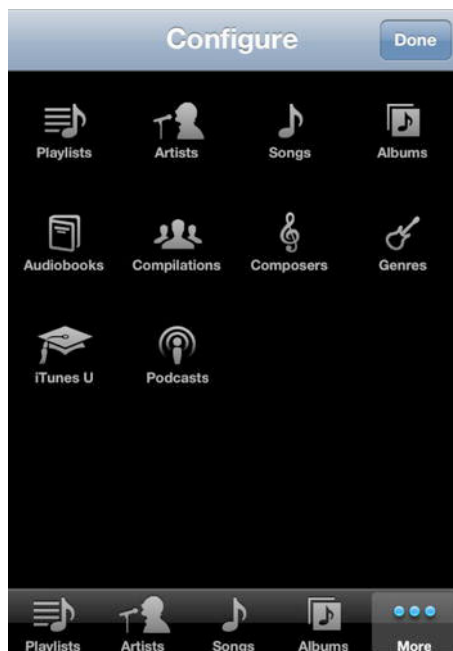 Configure Done
Playlists Artists Songs Albums
Audiobooks Compilations Composers Genres
iTunes U Podcasts
Playlists Artists Songs Albums More